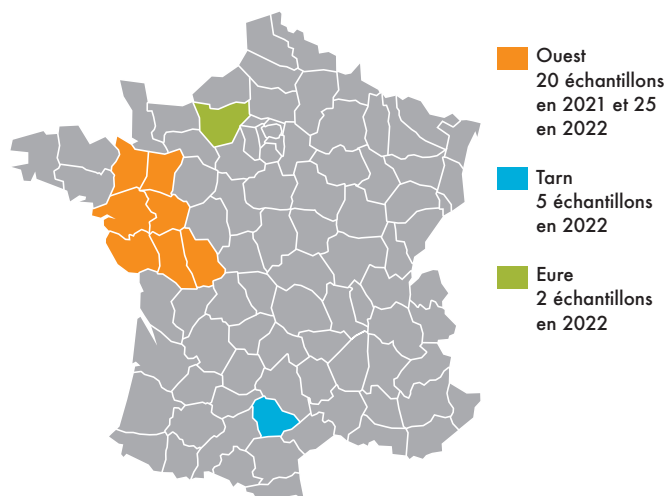 Ouest
20 échantillons
en 2021 et 25
en 2022
Tarn
5 échantillons
en 2022
Eure
2 échantillons
en 2022